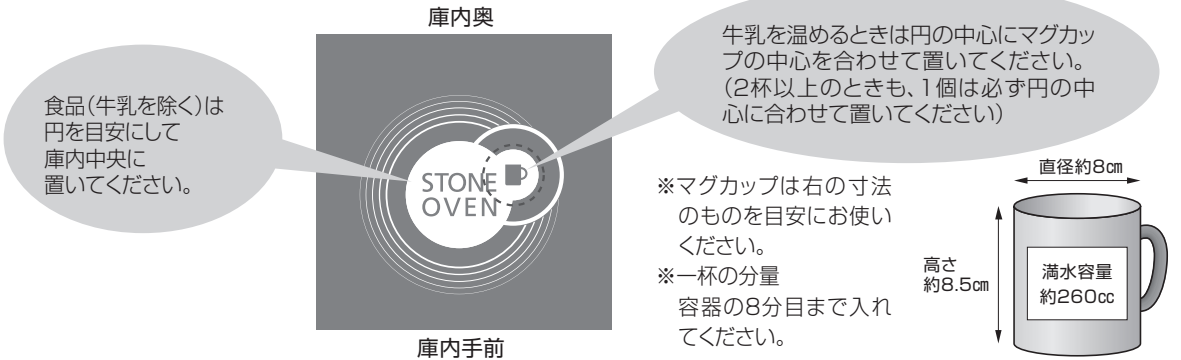 庫内奥
食品（牛乳を除く）は
円を目安にして
庫内中央に
置いてください。
STONE
OVEN
庫内手前
牛乳を温めるときは円の中心にマグカッ
プの中心を合わせて置いてください。
（2杯以上のときも、1個は必ず円の中
心に合わせて置いてください）
※マグカップは右の寸法
のものを目安にお使い
ください。
※一杯の分量
容器の8分目まで入れ
てください。
直径約8㎝
高さ
約8.5㎝
満水容量
約260㏄